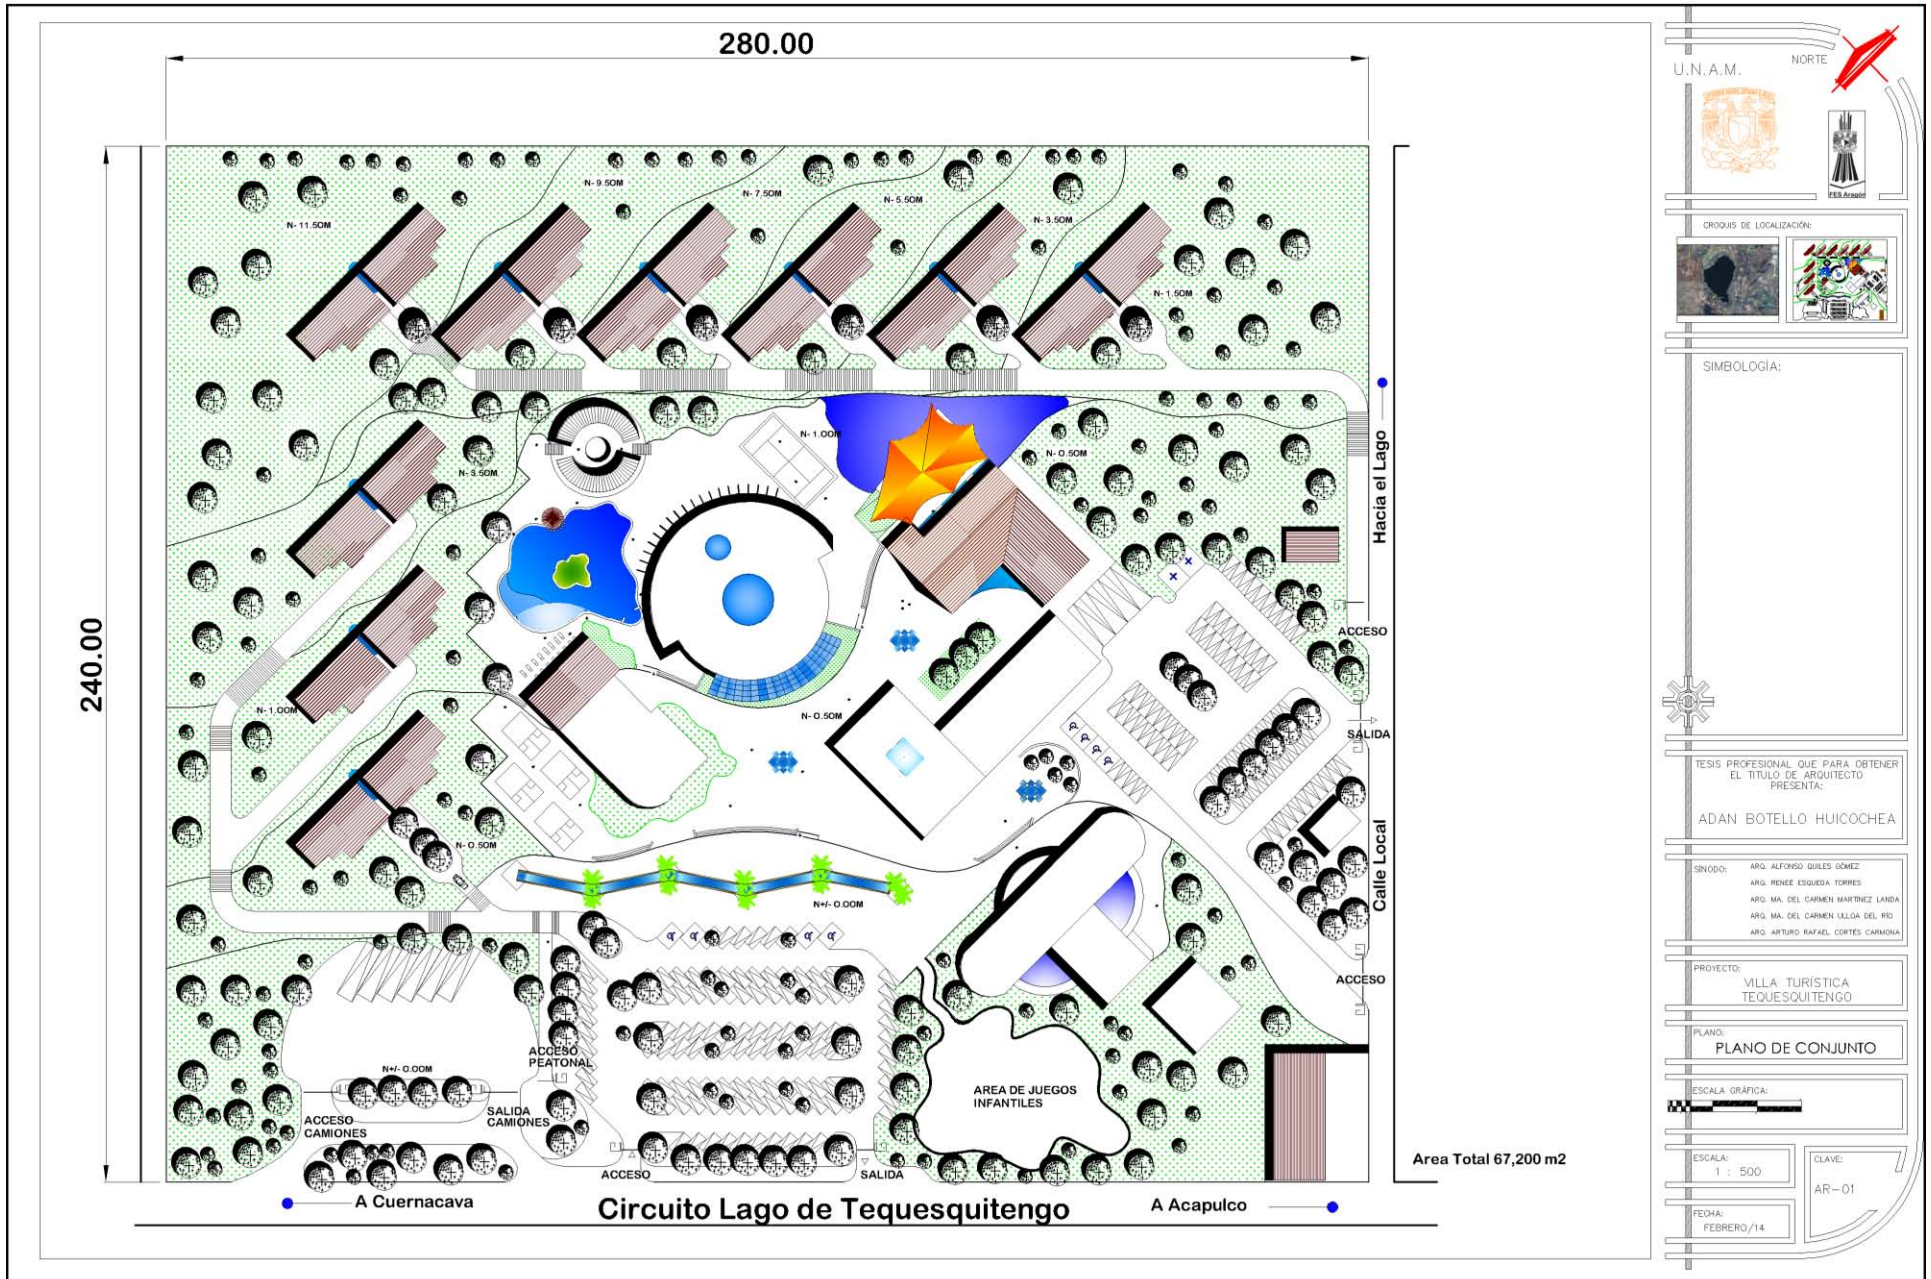 280.00
240.00
N- 9.50M
N- 7.50M
N- 5.50M
N- 3.50M
N- 11.50M
N- 1.50M
N- 1.00M
N- 3.50M
N- 0.50M
N- 1.00M
N- 0.50M
N- 0.50M
N+/- 0.00M
N+/- 0.00M
Hacia el Lago
Calle Local
ACCESO
SALIDA
ACCESO
ACCESO
PEATONAL
ACCESO
CAMIONES
SALIDA
CAMIONES
AREA DE JUEGOS
INFANTILES
ACCESO
SALIDA
A Cuernacava
Circuito Lago de Tequesquitengo
A Acapulco
Area Total 67,200 m2
U.N.A.M.
NORTE
FES Aragón
CROQUIS DE LOCALIZACIÓN:
SIMBOLOGÍA:
TESIS PROFESIONAL QUE PARA OBTENER
EL TITULO DE ARQUITECTO
PRESENTA:
ADAN BOTELLO HUICOCHEA
SÍNODO:
ARQ. ALFONSO QUILES GÓMEZ
ARQ. RENEÉ ESQUEDA TORRES
ARQ. MA. DEL CARMEN MARTÍNEZ LANDA
ARQ. MA. DEL CARMEN ULLOA DEL RÍO
ARQ. ARTURO RAFAEL CORTÉS CARMONA
PROYECTO:
VILLA TURÍSTICA
TEQUESQUITENGO
PLANO:
PLANO DE CONJUNTO
ESCALA GRÁFICA:
ESCALA:
1 : 500
CLAVE:
AR-01
FECHA:
FEBRERO/14